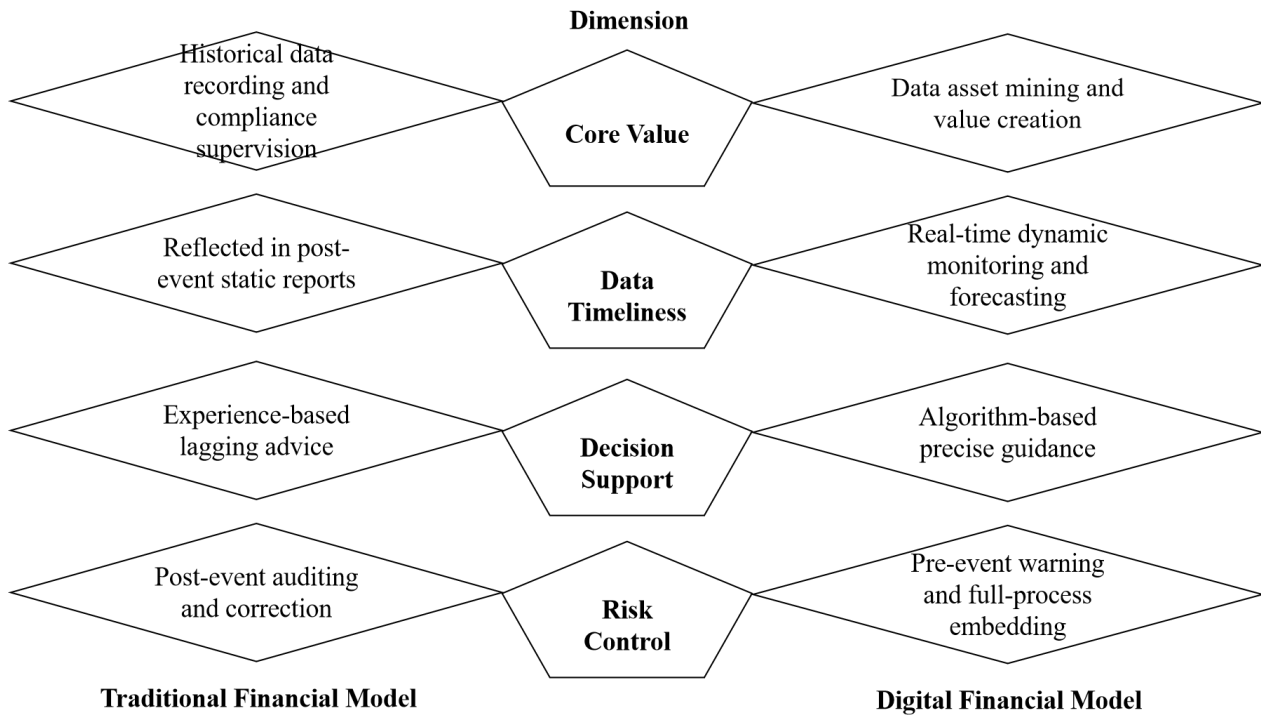 Dimension
Historical data
recording and
compliance
supervision
Core Value
Data asset mining and
value creation
Reflected in post-
event static reports
Data
Timeliness
Real-time dynamic
monitoring and
forecasting
Experience-based
lagging advice
Decision
Support
Algorithm-based
precise guidance
Post-event auditing
and correction
Risk
Control
Pre-event warning
and full-process
embedding
Traditional Financial Model
Digital Financial Model